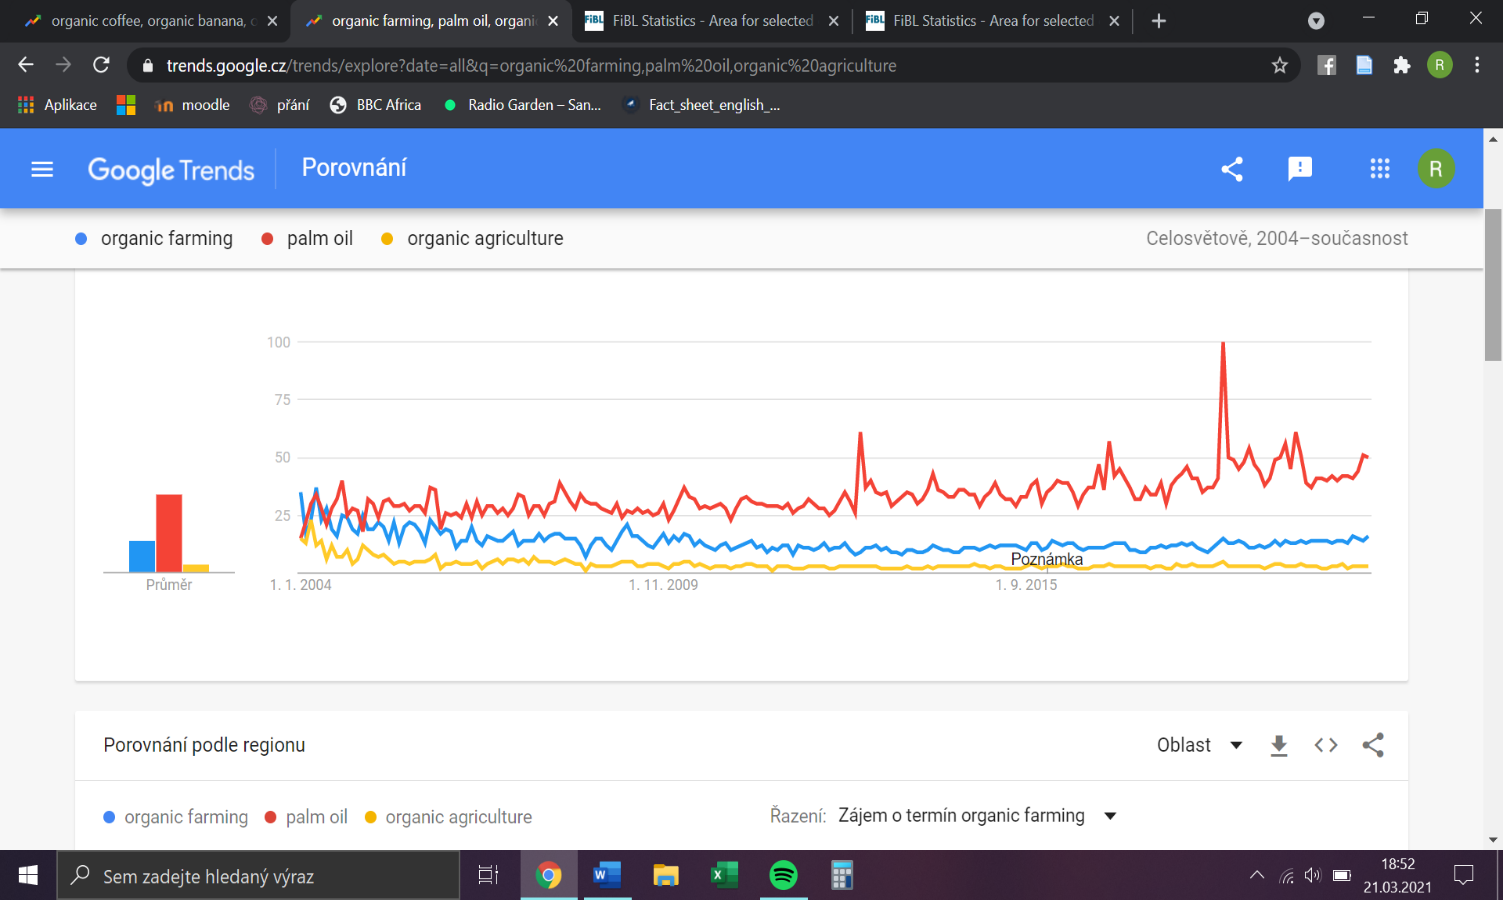 organic coffee, organic banana, c
organic farming, palm oil, organi
FiBL FiBL Statistics - Area for selected
FiBL FiBL Statistics - Area for selected
trends.google.cz/trends/explore?date=all&q=organic%20farming,palm%20oil,organic%20agriculture
R
Aplikace
moodle
přání
BBC Africa
Radio Garden – San...
Fact_sheet_english_...
Google Trends
Porovnání
R
organic farming
palm oil
organic agriculture
Celosvětově, 2004–současnost
100
75
50
25
Poznámka
Průměr
1. 1. 2004
1. 11. 2009
1. 9. 2015
Porovnání podle regionu
Oblast
organic farming
palm oil
organic agriculture
Řazení: Zájem o termín organic farming
Sem zadejte hledaný výraz
18:52
21.03.2021